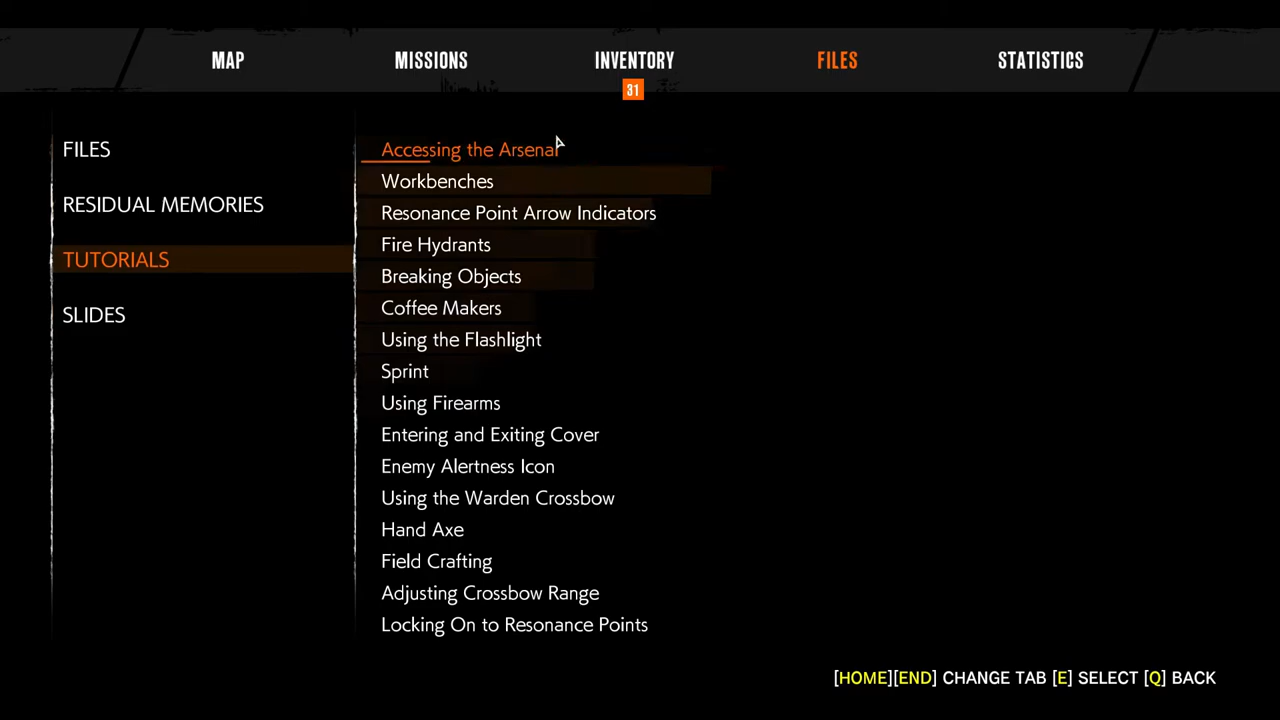 MAP
MISSIONS
INVENTORY
FILES
STATISTICS
31
FILES
RESIDUAL MEMORIES
TUTORIALS
SLIDES
Accessing the Arsenal
Workbenches
Resonance Point Arrow Indicators
Fire Hydrants
Breaking Objects
Coffee Makers
Using the Flashlight
Sprint
Using Firearms
Entering and Exiting Cover
Enemy Alertness Icon
Using the Warden Crossbow
Hand Axe
Field Crafting
Adjusting Crossbow Range
Locking On to Resonance Points
[HOME][END] CHANGE TAB [E] SELECT [Q] BACK